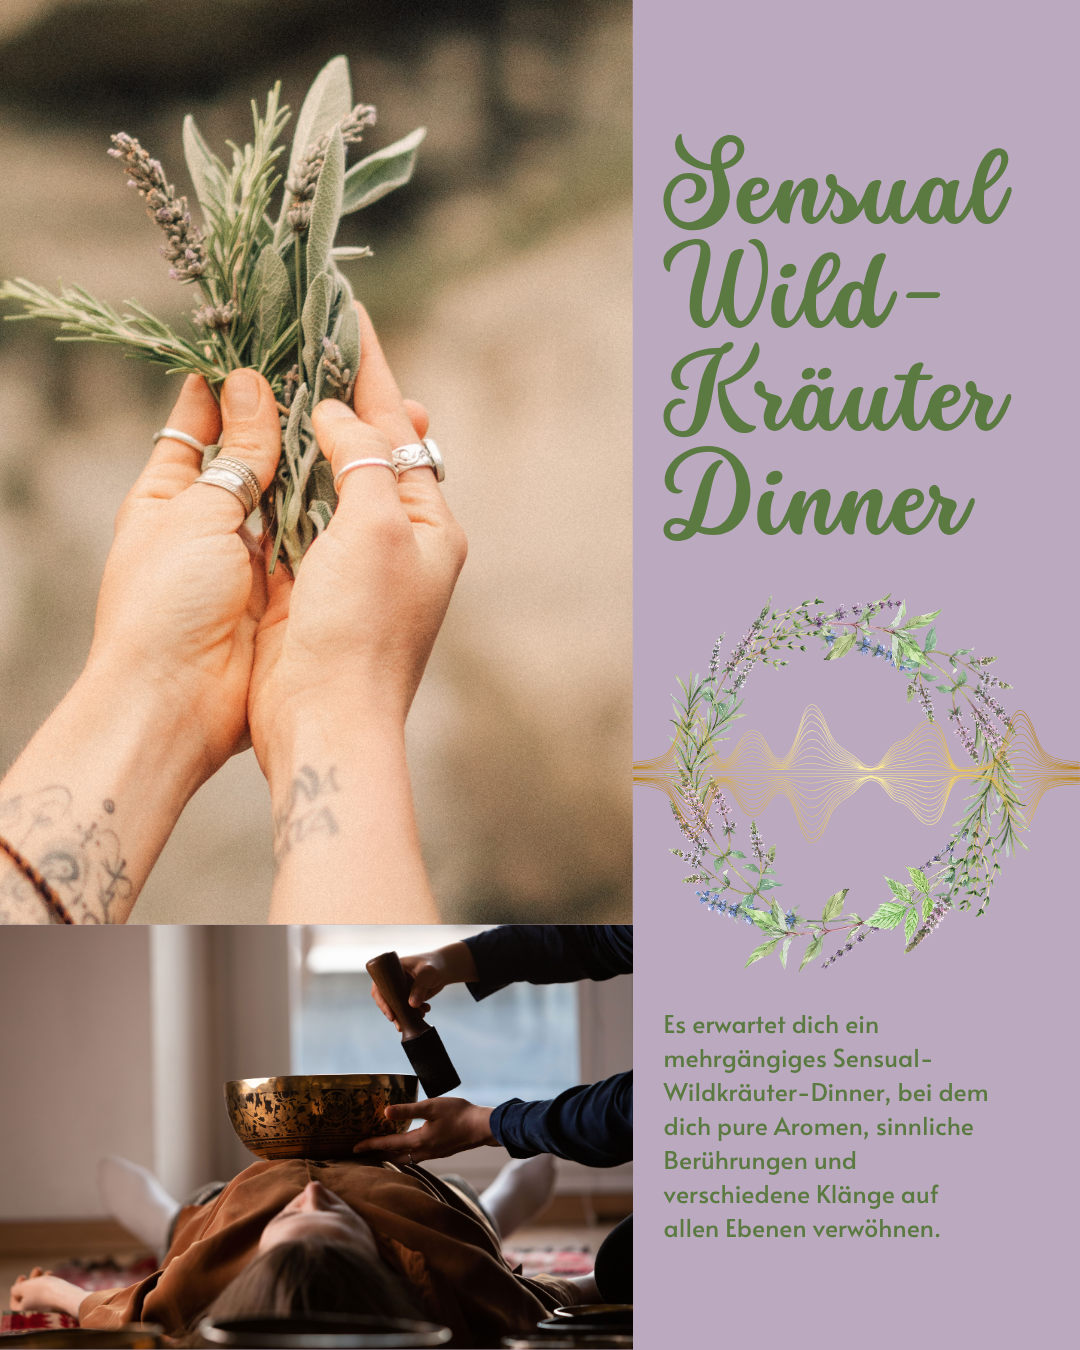 Sensual
Wild-
Kräuter
Dinner
Es erwartet dich ein
mehrgängiges Sensual-
Wildkräuter-Dinner, bei dem
dich pure Aromen, sinnliche
Berührungen und
verschiedene Klänge auf
allen Ebenen verwöhnen.